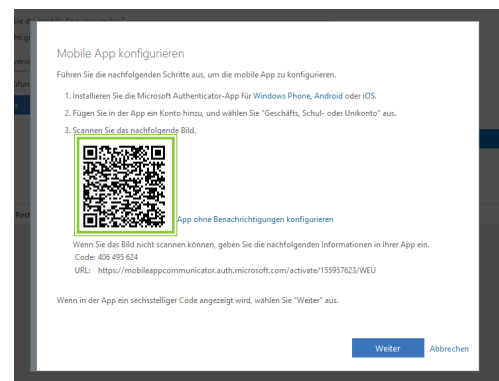 Mobile App konfigurieren
Führen Sie die nachfolgenden Schritte aus, um die mobile App zu konfigurieren.
1. Installieren Sie die Microsoft Authenticator-App für Windows Phone, Android oder iOS.
2. Fügen Sie in der App ein Konto hinzu, und wählen Sie "Geschäfts, Schul- oder Unikonto" aus.
3. Scannen Sie das nachfolgende Bild.
App ohne Benachrichtigungen konfigurieren
Wenn Sie das Bild nicht scannen können, geben Sie die nachfolgenden Informationen in Ihrer App ein.
Code: 406 495 624
URL: https://mobileappcommunicator.auth.microsoft.com/activate/155957623/WEU
Wenn in der App ein sechsstelliger Code angezeigt wird, wählen Sie "Weiter" aus.
Weiter Abbrechen